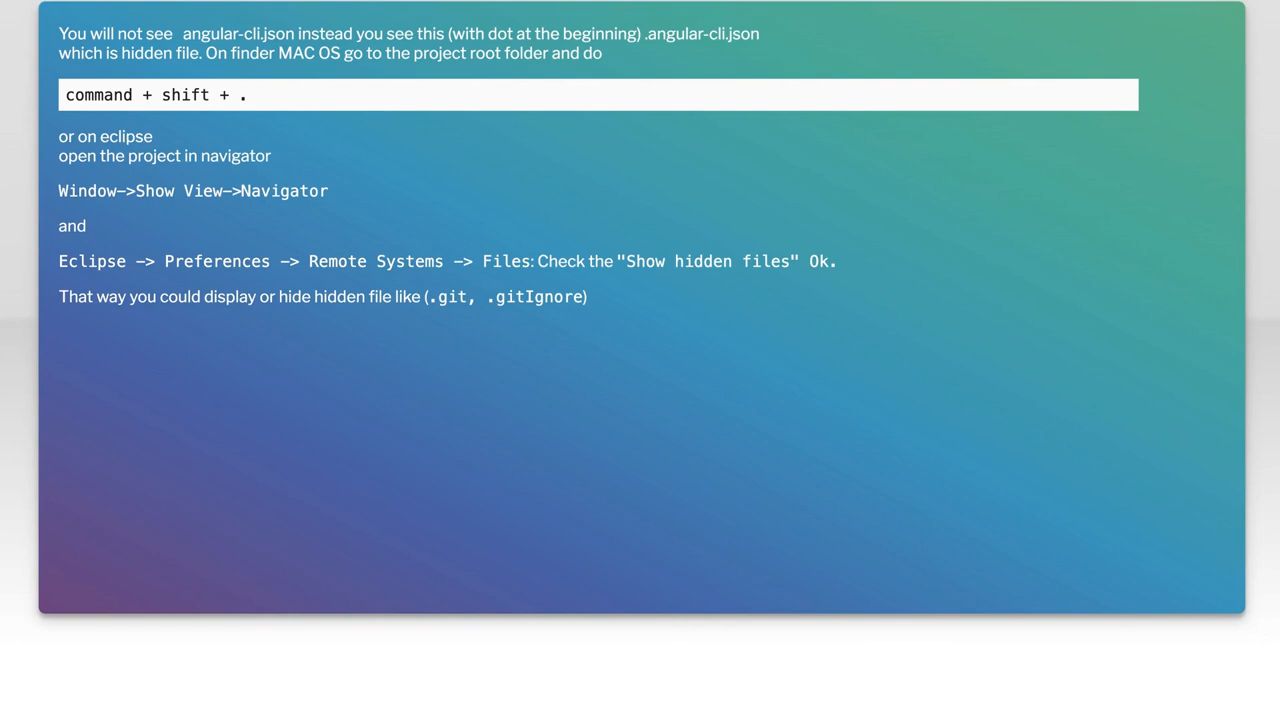 You will not see angular-cli.json instead you see this (with dot at the beginning) .angular-cli.json
which is hidden file. On finder MAC OS go to the project root folder and do
command + shift + .
or on eclipse
open the project in navigator
Window->Show View->Navigator
and
Eclipse -> Preferences -> Remote Systems -> Files: Check the "Show hidden files" Ok.
That way you could display or hide hidden file like (.git, .gitIgnore)